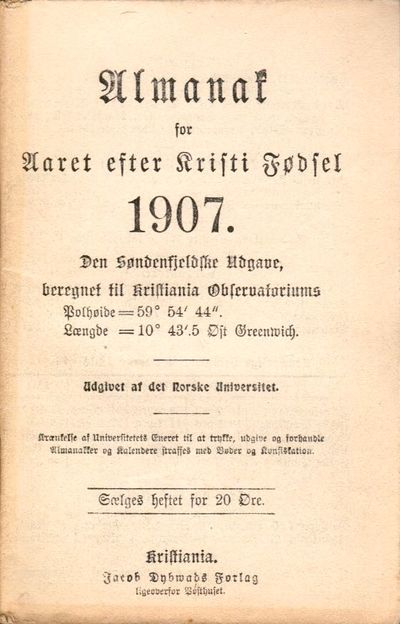 Almanak
for
Aaret efter Kristi Fødsel
1907.
Den Søndenfjeldske Udgave,
beregnet til Kristiania Observatoriums
Polhøide = 59° 54′ 44″.
Længde = 10° 43′.5 Øst Greenwich.
Udgivet af det Norske Universitet.
Krænkelse af Universitetets Eneret til at trykke, udgive og forhandle
Almanakker og Kalendere straffes med Bøder og Konfiskation.
Sælges heftet for 20 Øre.
Kristiania.
Jacob Dybwads Forlag
ligeoverfor Posthuset.